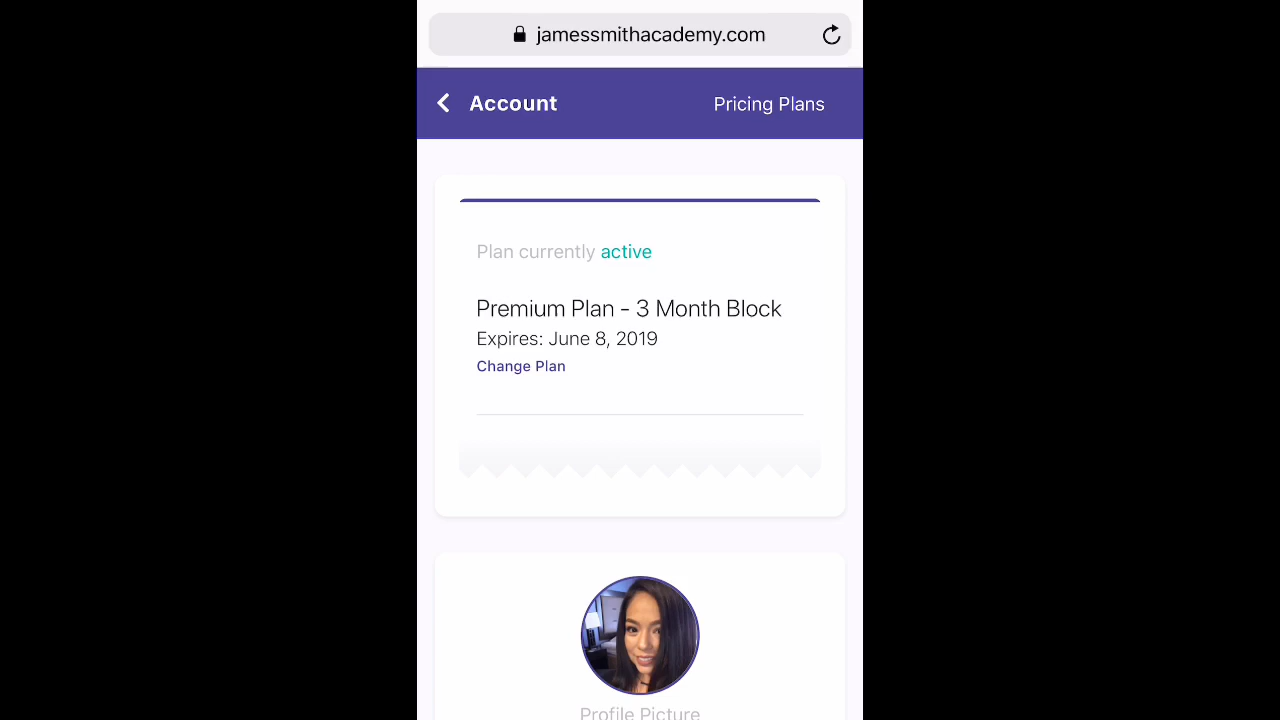 jamessmithacademy.com
Account
Pricing Plans
Plan currently active
Premium Plan - 3 Month Block
Expires: June 8, 2019
Change Plan
Profile Picture